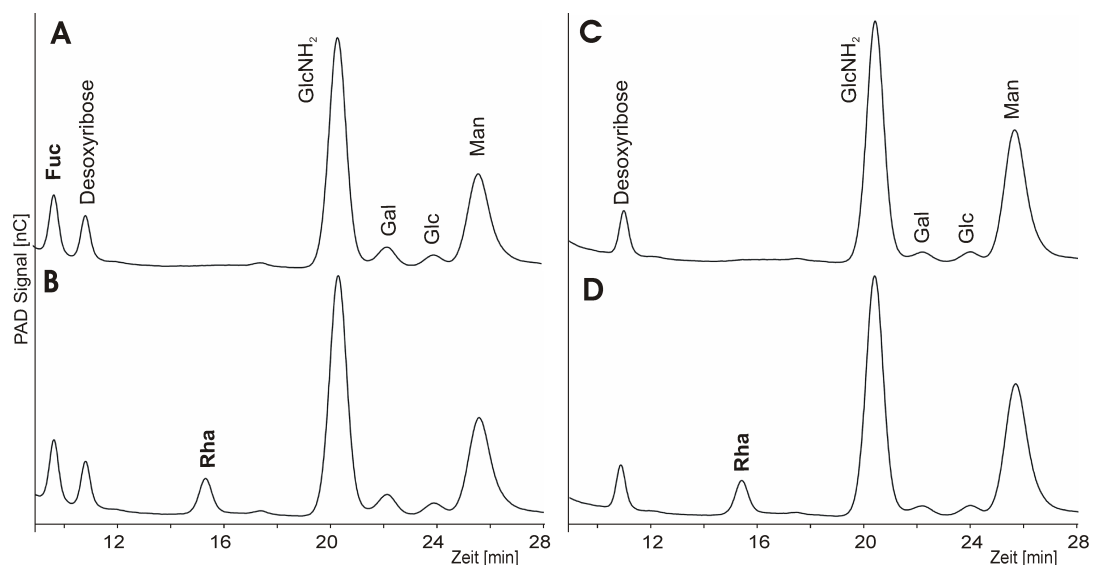 A
Fuc
Desoxyribose
GlcNH₂
Gal
Glc
Man
C
Desoxyribose
GlcNH₂
Gal
Glc
Man
PAD Signal [nC]
B
Rha
D
Rha
12 16 20 24 28
Zeit [min]
12 16 20 24 28
Zeit [min]